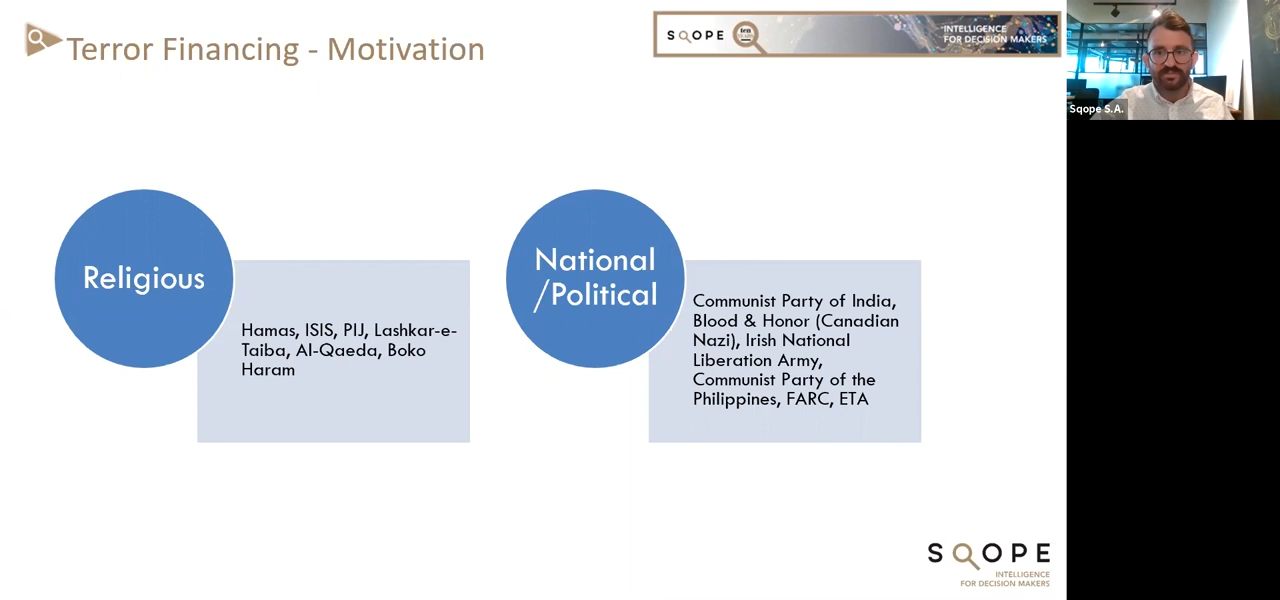 Terror Financing - Motivation
SQOPE
ten
INTELLIGENCE
FOR DECISION MAKERS
Sqope S.A.
Religious
Hamas, ISIS, PIJ, Lashkar-e-
Taiba, Al-Qaeda, Boko
Haram
National
/Political
Communist Party of India,
Blood & Honor (Canadian
Nazi), Irish National
Liberation Army,
Communist Party of the
Philippines, FARC, ETA
SQOPE
INTELLIGENCE
FOR DECISION MAKERS